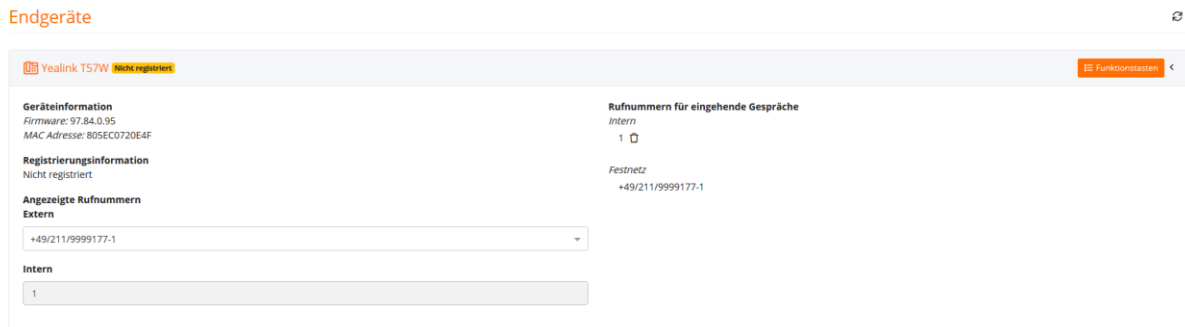 Endgeräte
Yealink T57W Nicht registriert
Funktionstasten
Geräteinformation
Firmware: 97.84.0.95
MAC Adresse: 805EC0720E4F
Registrierungsinformation
Nicht registriert
Angezeigte Rufnummern
Extern
+49/211/9999177-1
Intern
1
Rufnummern für eingehende Gespräche
Intern
1
Festnetz
+49/211/9999177-1